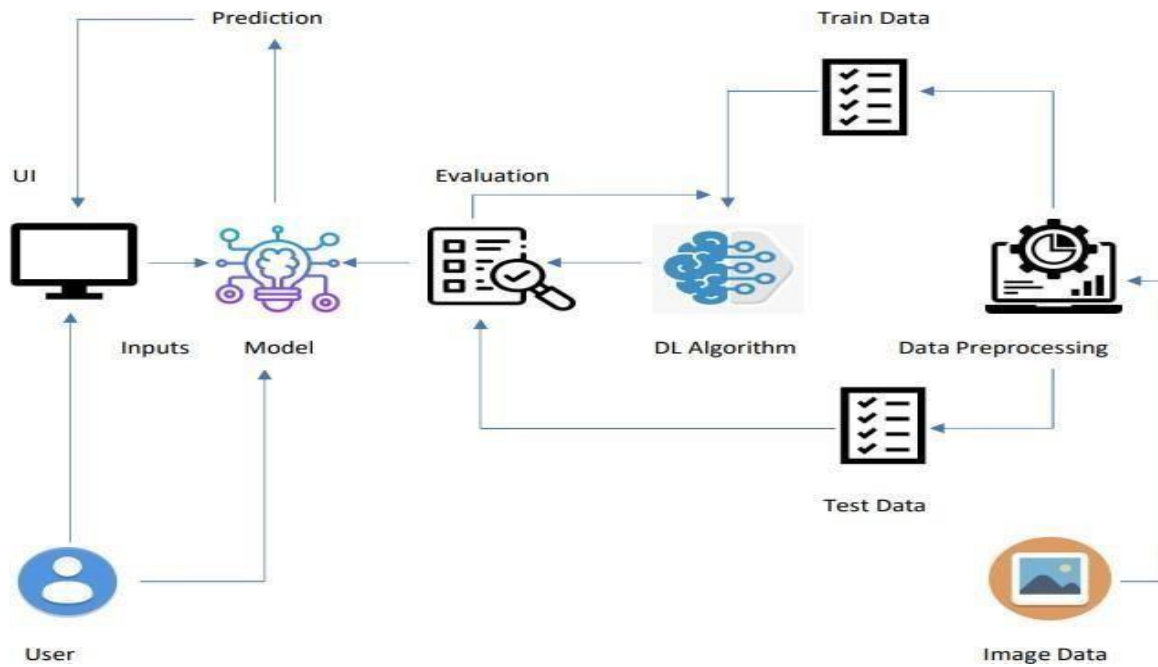 Prediction
Train Data
UI
Evaluation
Inputs
Model
DL Algorithm
Data Preprocessing
Test Data
User
Image Data